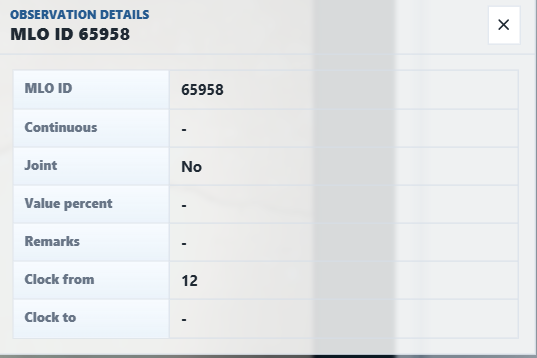 OBSERVATION DETAILS
MLO ID 65958
MLO ID 65958
Continuous -
Joint No
Value percent -
Remarks -
Clock from 12
Clock to -